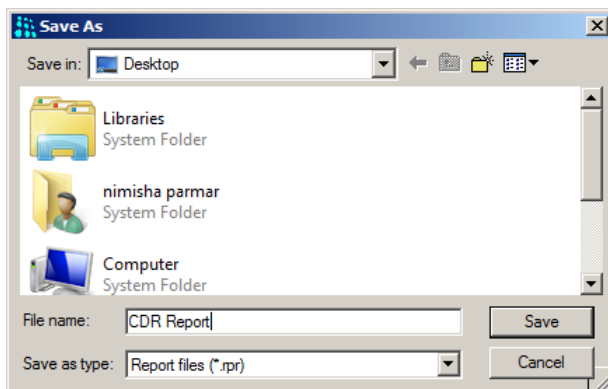 Save As
Save in: Desktop
Libraries
System Folder
nimisha parmar
System Folder
Computer
System Folder
File name: CDR Report Save
Save as type: Report files (*.rpr) Cancel